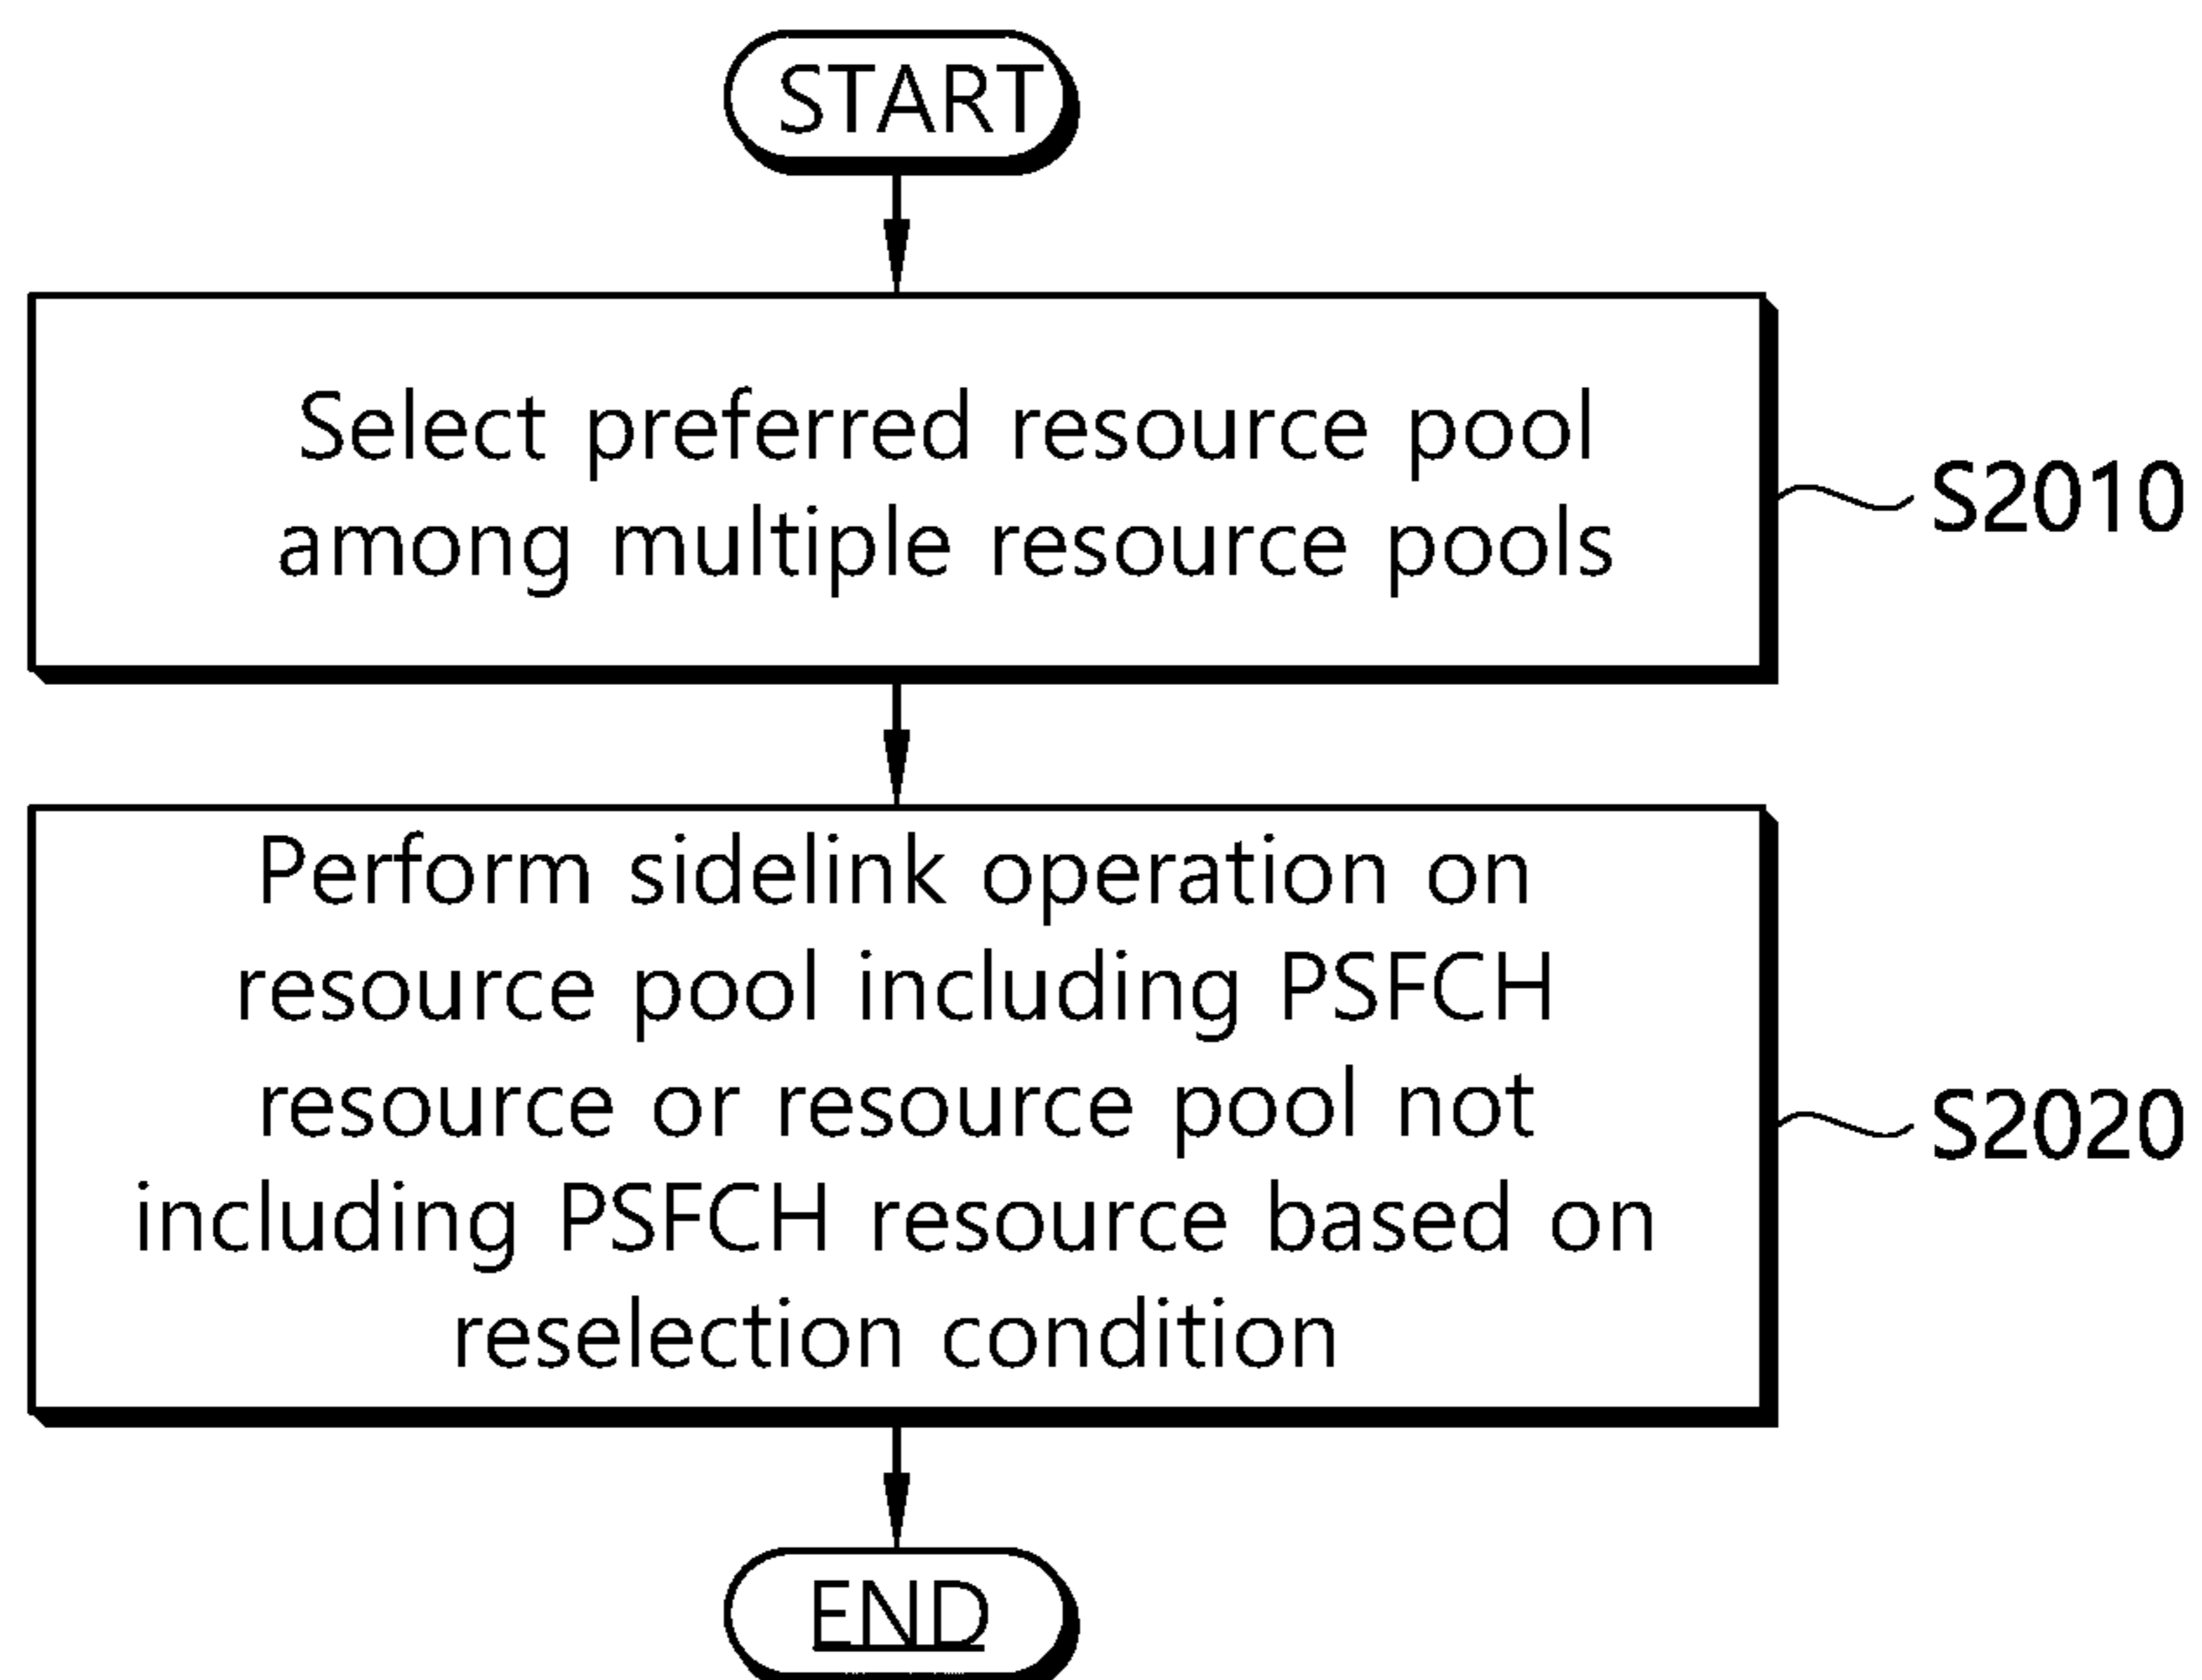 START
Select preferred resource pool
among multiple resource pools
S2010
Perform sidelink operation on
resource pool including PSFCH
resource or resource pool not
including PSFCH resource based on
reselection condition
S2020
END